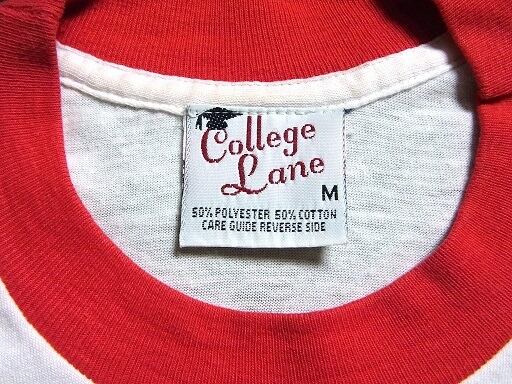 College
Lane
M
50% POLYESTER 50% COTTON
CARE GUIDE REVERSE SIDE